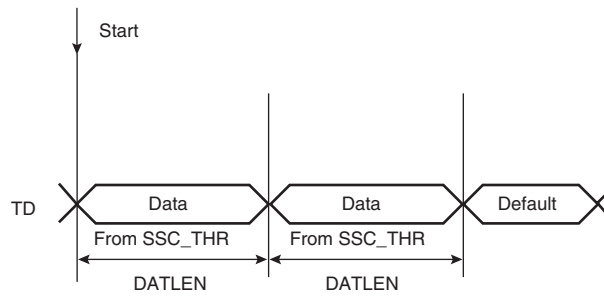 Start
TD
Data
Data
Default
From SSC_THR
From SSC_THR
DATLEN
DATLEN